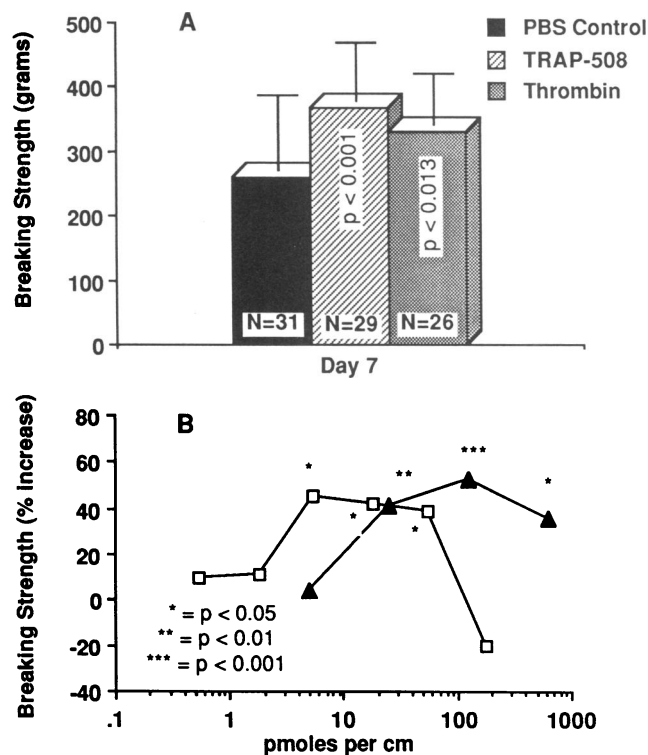 A
Breaking Strength (grams)
500
400
300
200
100
0
PBS Control
TRAP-508
Thrombin
p < 0.001
p < 0.013
N=31
N=29
N=26
Day 7
B
Breaking Strength (% increase)
80
60
40
20
0
-20
-40
*
*
**
*
***
*
* = p < 0.05
** = p < 0.01
*** = p < 0.001
.1
1
10
100
1000
pmoles per cm